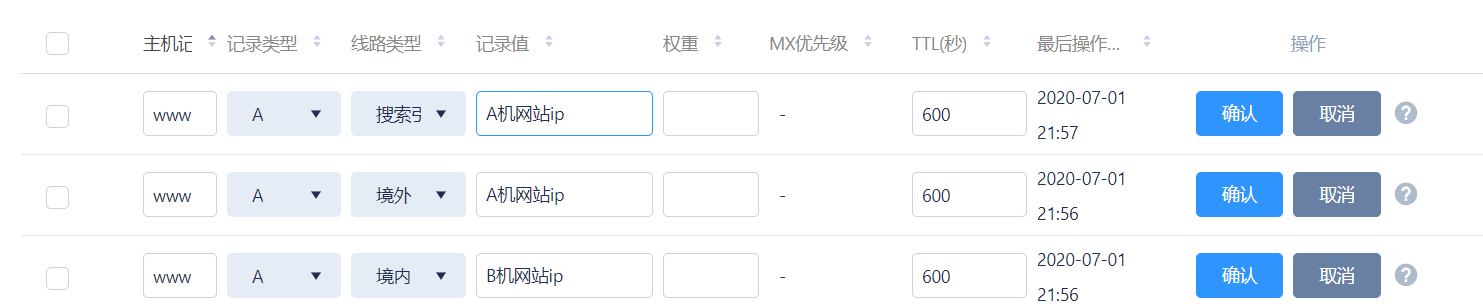 主机记 记录类型 线路类型 记录值 权重 MX优先级 TTL(秒) 最后操作... 操作
www A 搜索引 A机网站ip - 600 2020-07-01 21:57 确认 取消 ?
www A 境外 A机网站ip - 600 2020-07-01 21:56 确认 取消 ?
www A 境内 B机网站ip - 600 2020-07-01 21:56 确认 取消 ?